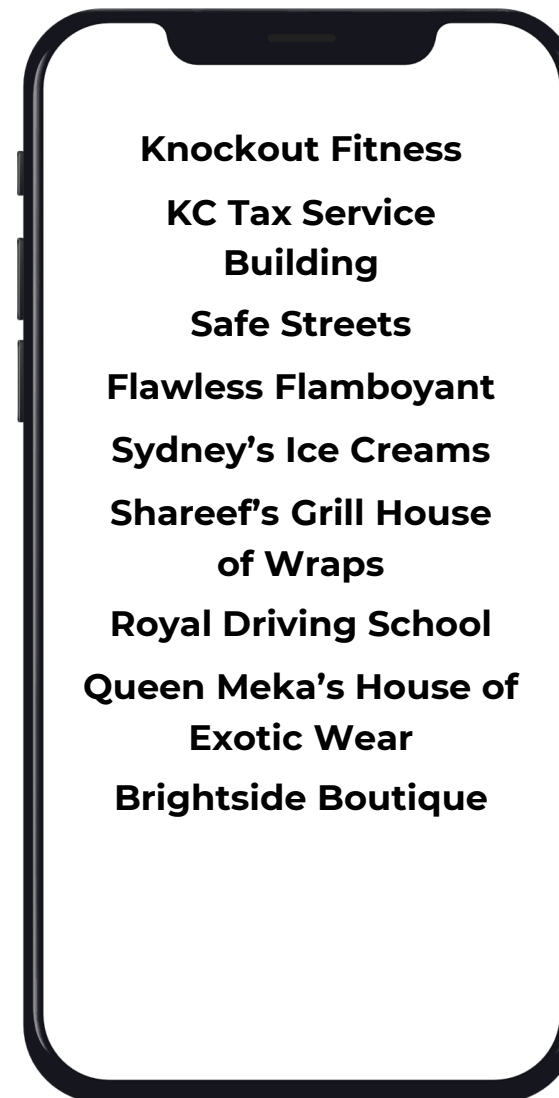 Knockout Fitness
KC Tax Service
Building
Safe Streets
Flawless Flamboyant
Sydney’s Ice Creams
Shareef’s Grill House
of Wraps
Royal Driving School
Queen Meka’s House of
Exotic Wear
Brightside Boutique